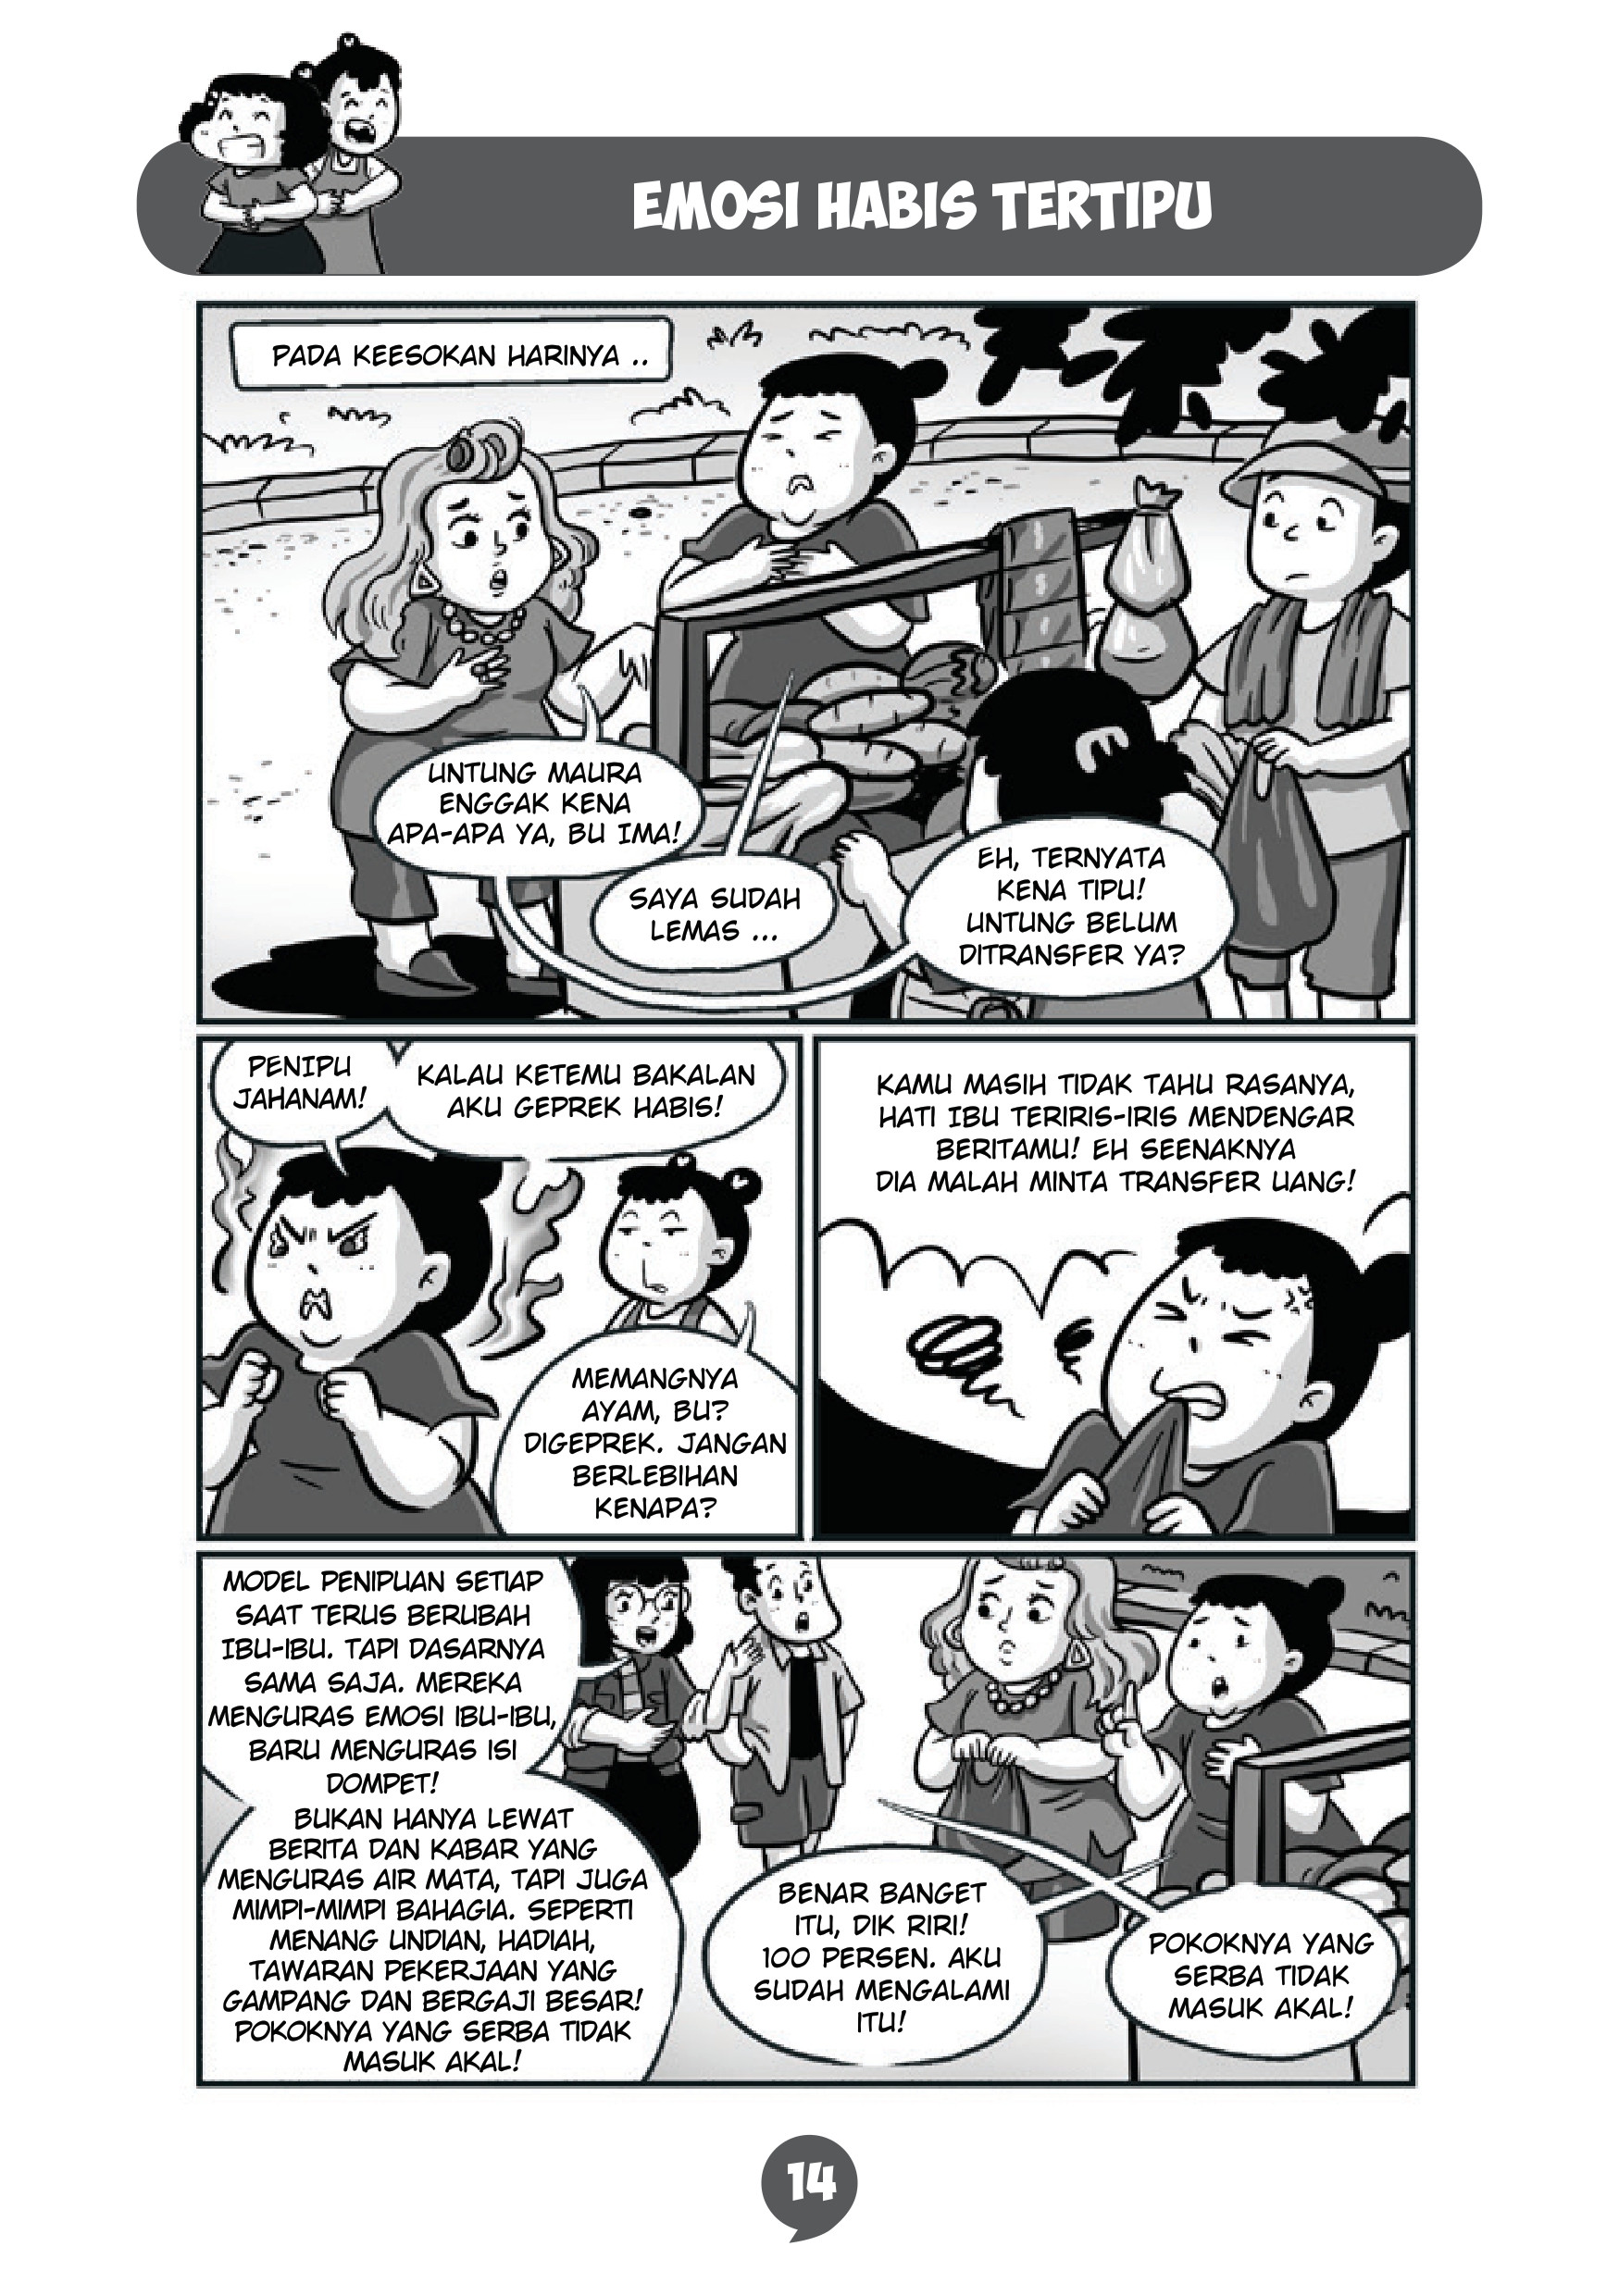 EMOSI HABIS TERTIPU
PADA KEESOKAN HARINYA ..
UNTUNG MAURA
ENGGAK KENA
APA-APA YA, BU IMA!
SAYA SUDAH
LEMAS ...
EH, TERNYATA
KENA TIPU!
UNTUNG BELUM
DITRANSFER YA?
PENIPU
JAHANAM!
KALAU KETEMU BAKALAN
AKU GEPREK HABIS!
MEMANGNYA
AYAM, BU?
DIGEPREK. JANGAN
BERLEBIHAN
KENAPA?
KAMU MASIH TIDAK TAHU RASANYA,
HATI IBU TERIRIS-IRIS MENDENGAR
BERITAMU! EH SEENAKNYA
DIA MALAH MINTA TRANSFER UANG!
MODEL PENIPUAN SETIAP
SAAT TERUS BERUBAH
IBU-IBU. TAPI DASARNYA
SAMA SAJA. MEREKA
MENGURAS EMOSI IBU-IBU,
BARU MENGURAS ISI
DOMPET!
BUKAN HANYA LEWAT
BERITA DAN KABAR YANG
MENGURAS AIR MATA, TAPI JUGA
MIMPI-MIMPI BAHAGIA. SEPERTI
MENANG UNDIAN, HADIAH,
TAWARAN PEKERJAAN YANG
GAMPANG DAN BERGAJI BESAR!
POKOKNYA YANG SERBA TIDAK
MASUK AKAL!
BENAR BANGET
ITU, DIK RIRI!
100 PERSEN. AKU
SUDAH MENGALAMI
ITU!
POKOKNYA YANG
SERBA TIDAK
MASUK AKAL!
14